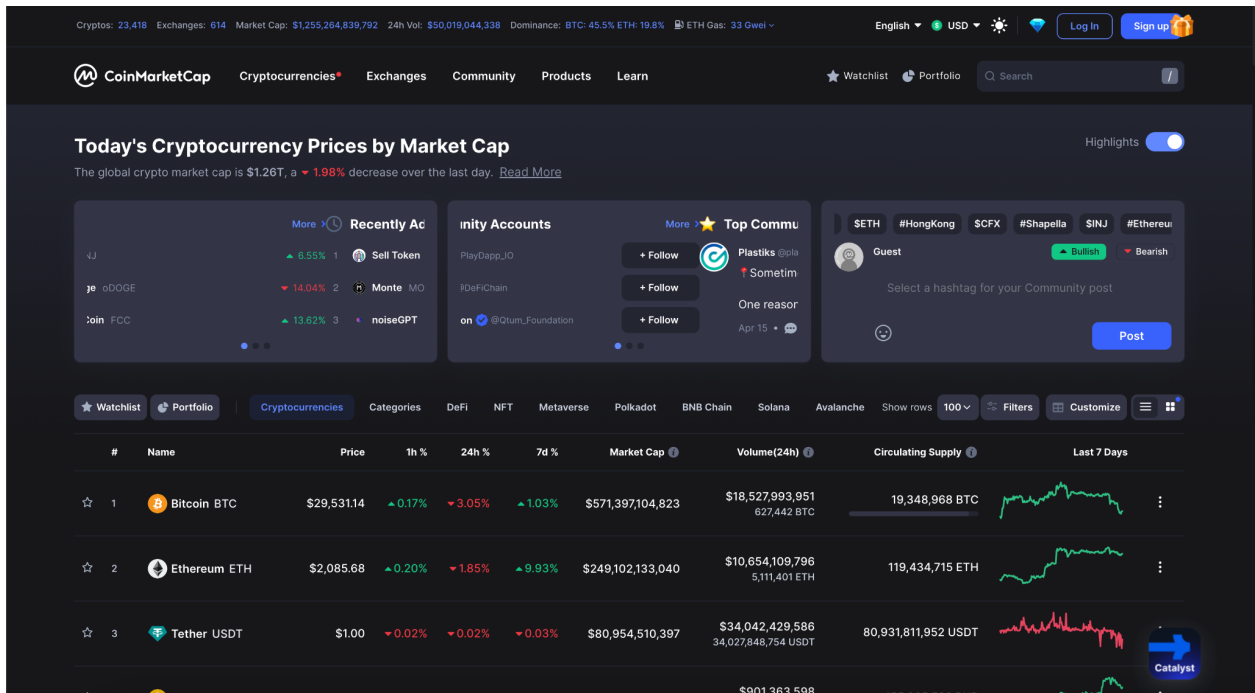 Cryptos: 23,418 Exchanges: 614 Market Cap: $1,255,264,839,792 24h Vol: $50,019,044,338 Dominance: BTC: 45.5% ETH: 19.8% ETH Gas: 33 Gwei
English USD Log In Sign up
CoinMarketCap Cryptocurrencies Exchanges Community Products Learn Watchlist Portfolio Search /
Today's Cryptocurrency Prices by Market Cap
Highlights
The global crypto market cap is $1.26T, a 1.98% decrease over the last day. Read More
More Recently Ad
NJ 6.55% 1 Sell Token
ge oDOGE 14.04% 2 Monte MO
Coin FCC 13.62% 3 noiseGPT
unity Accounts More
PlayDapp_IO + Follow
DeFiChain + Follow
on @Qtum_Foundation + Follow
Top Commu
Plastiks @pla
Sometim
One reason
Apr 15 •
$ETH #HongKong $CFX #Shapella $INJ #Ethereu
Guest Bullish Bearish
Select a hashtag for your Community post
Post
Watchlist Portfolio Cryptocurrencies Categories DeFi NFT Metaverse Polkadot BNB Chain Solana Avalanche Show rows 100 Filters Customize
# Name Price 1h % 24h % 7d % Market Cap Volume(24h) Circulating Supply Last 7 Days
1 Bitcoin BTC $29,531.14 0.17% 3.05% 1.03% $571,397,104,823 $18,527,993,951 19,348,968 BTC
627,442 BTC
2 Ethereum ETH $2,085.68 0.20% 1.85% 9.93% $249,102,133,040 $10,654,109,796 119,434,715 ETH
5,111,401 ETH
3 Tether USDT $1.00 0.02% 0.02% 0.03% $80,954,510,397 $34,042,429,586 80,931,811,952 USDT
34,027,848,754 USDT
Catalyst
$901,363,598